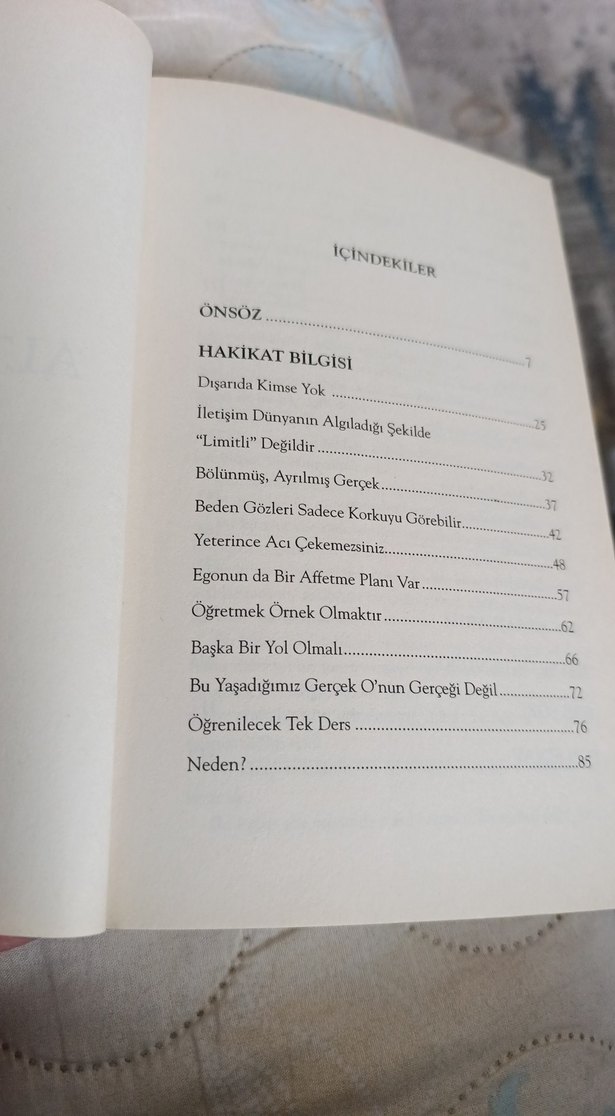 İÇİNDEKİLER
ÖNSÖZ ........................................................ 7
HAKİKAT BİLGİSİ
Dışarıda Kimse Yok ........................................ 25
İletişim Dünyanın Algıladığı Şekilde
“Limitli” Değildir ........................................ 32
Bölünmüş, Ayrılmış Gerçek ........................................ 37
Beden Gözleri Sadece Korkuyu Görebilir ........................................ 42
Yeterince Acı Çekemezsiniz ........................................ 48
Egonun da Bir Affetme Planı Var ........................................ 57
Öğretmek Örnek Olmaktır ........................................ 62
Başka Bir Yol Olmalı ........................................ 66
Bu Yaşadığımız Gerçek O’nun Gerçeği Değil ........................................ 72
Öğrenilecek Tek Ders ........................................ 76
Neden? ........................................ 85